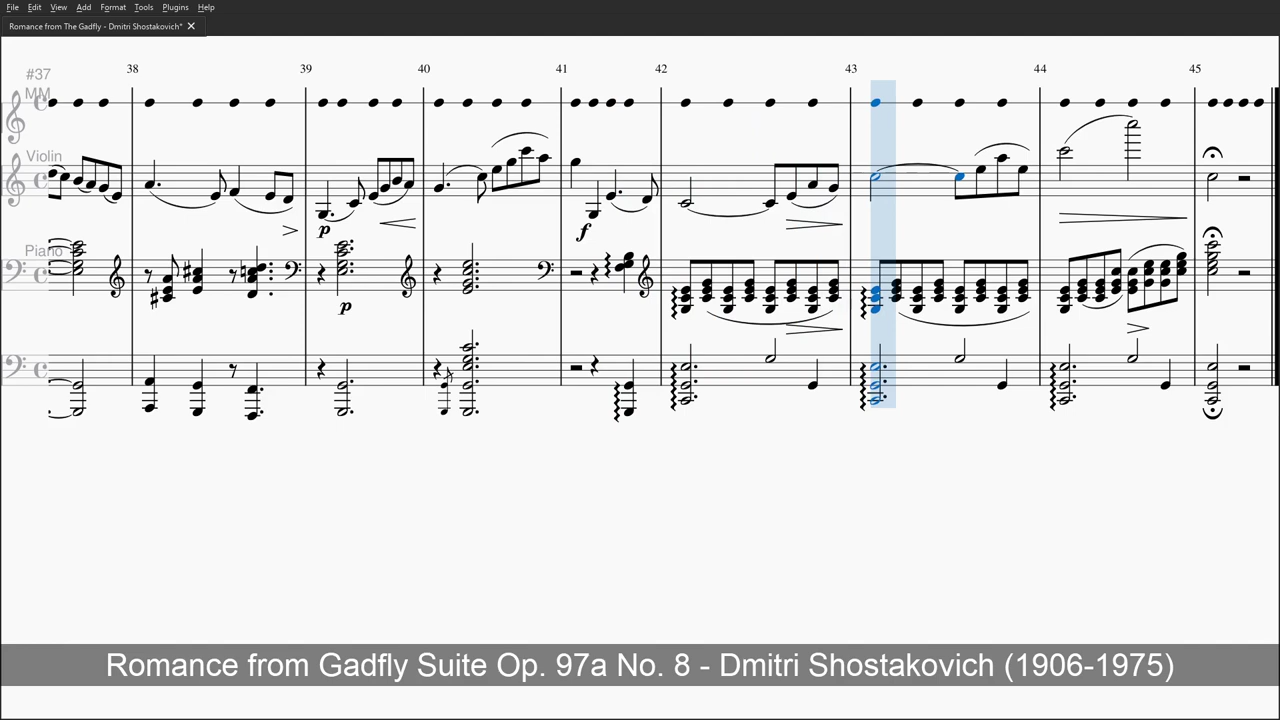 File Edit View Add Format Tools Plugins Help
Romance from The Gadfly - Dmitri Shostakovich* ✕
#37 38 39 40 41 42 43 44 45
MM
Violin
p f
Piano
p
Romance from Gadfly Suite Op. 97a No. 8 - Dmitri Shostakovich (1906-1975)